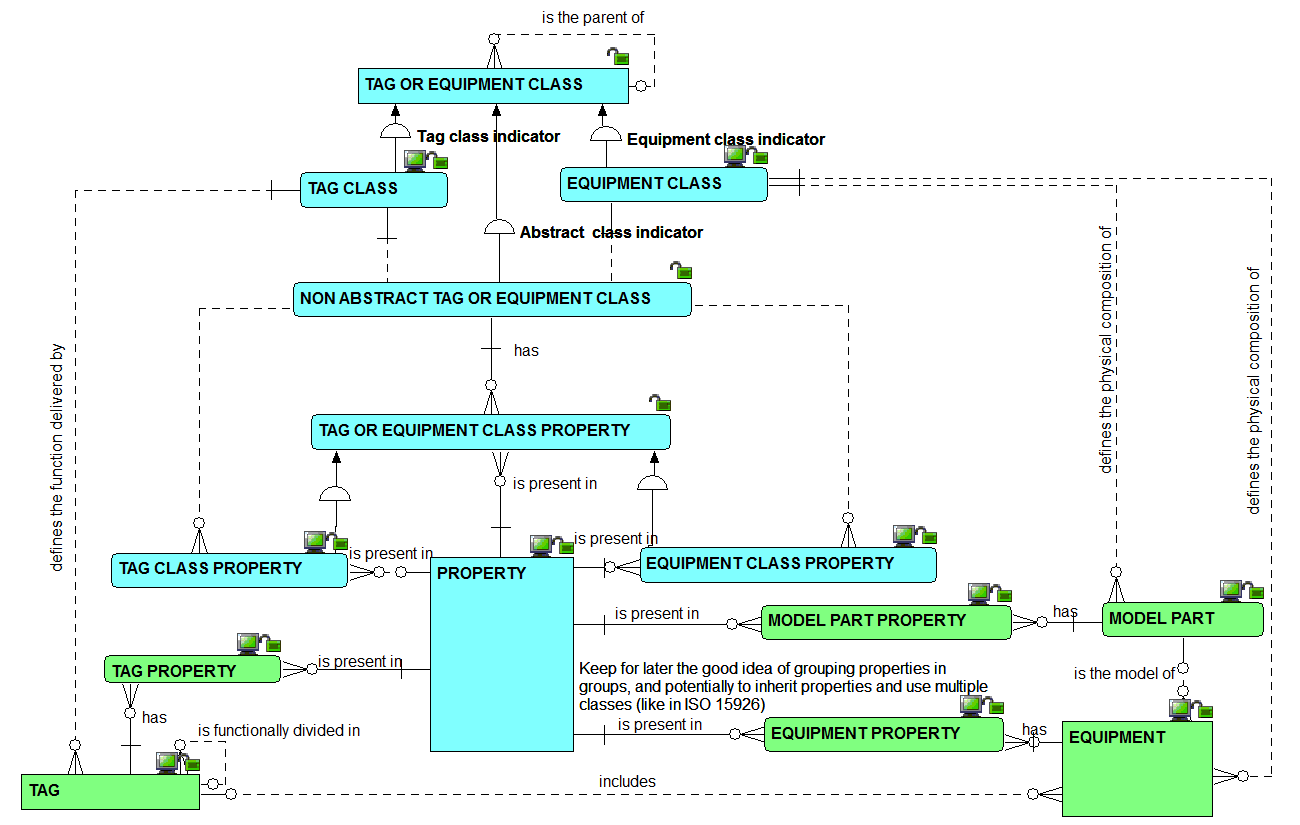 is the parent of
TAG OR EQUIPMENT CLASS
Tag class indicator
Equipment class indicator
TAG CLASS
EQUIPMENT CLASS
Abstract  class indicator
defines the physical composition of
NON ABSTRACT TAG OR EQUIPMENT CLASS
defines the physical composition of
defines the function delivered by
has
TAG OR EQUIPMENT CLASS PROPERTY
is present in
is present in
is present in
TAG CLASS PROPERTY
PROPERTY
EQUIPMENT CLASS PROPERTY
is present in
MODEL PART PROPERTY
has
MODEL PART
TAG PROPERTY
is present in
Keep for later the good idea of grouping properties in
groups, and potentially to inherit properties and use multiple
classes (like in ISO 15926)
is the model of
has
is functionally divided in
is present in
EQUIPMENT PROPERTY
has
EQUIPMENT
TAG
includes